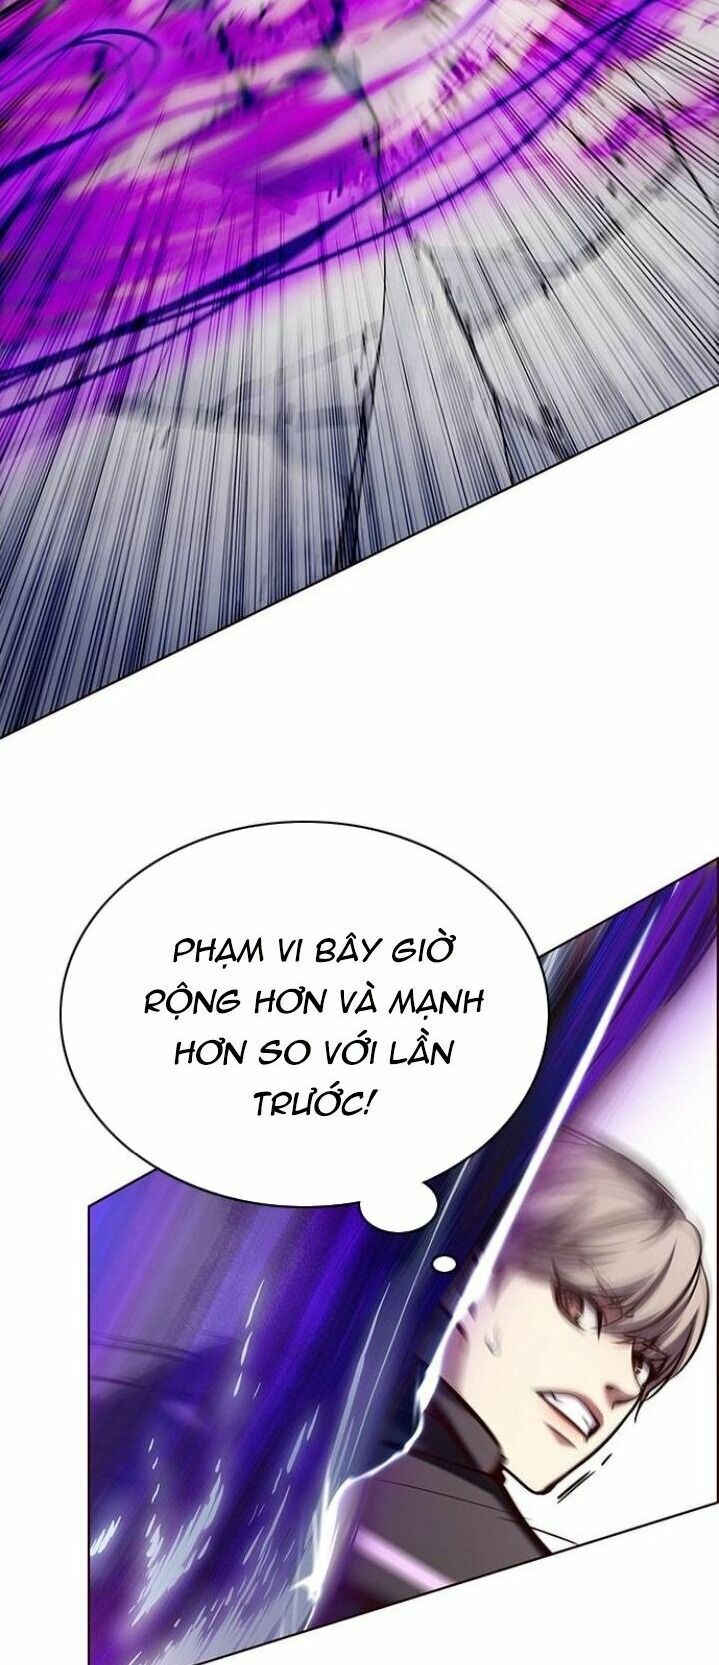 PHẠM VI BÂY GIỜ
RỘNG HƠN VÀ MẠNH
HƠN SO VỚI LẦN
TRƯỚC!